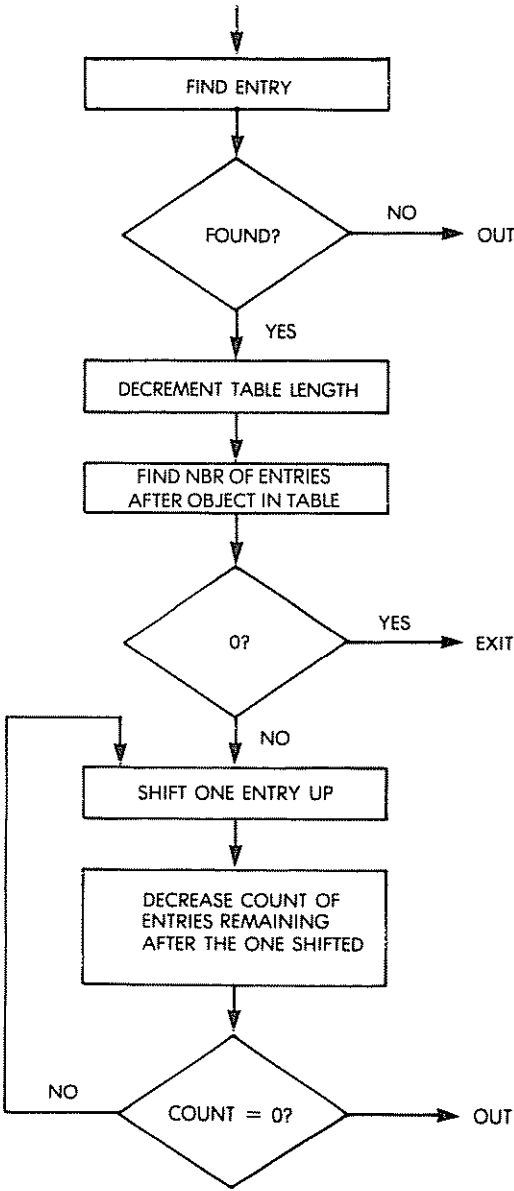 FIND ENTRY
FOUND?
NO
OUT
YES
DECREMENT TABLE LENGTH
FIND NBR OF ENTRIES
AFTER OBJECT IN TABLE
0?
YES
EXIT
NO
SHIFT ONE ENTRY UP
DECREASE COUNT OF
ENTRIES REMAINING
AFTER THE ONE SHIFTED
NO
COUNT = 0?
OUT